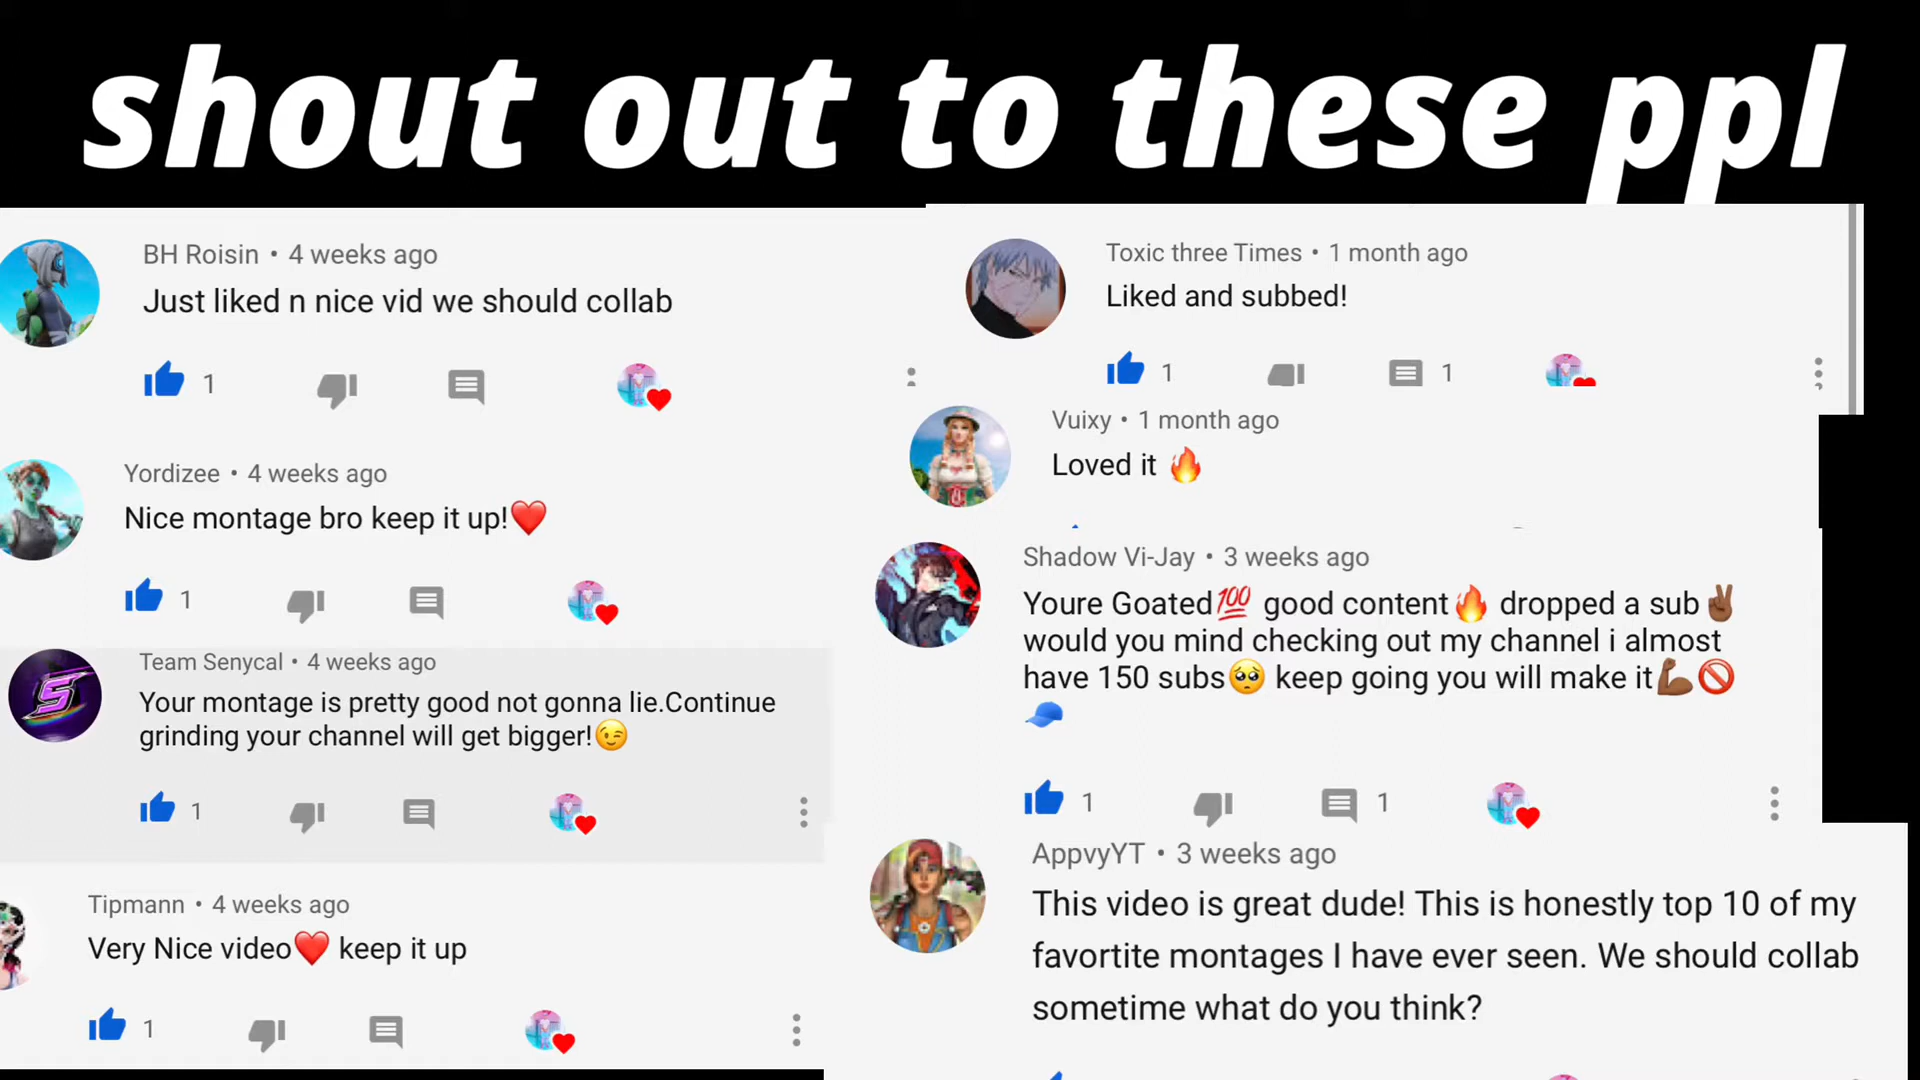 shout out to these ppl
BH Roisin • 4 weeks ago
Just liked n nice vid we should collab
1
Yordizee • 4 weeks ago
Nice montage bro keep it up!❤️
1
Team Senycal • 4 weeks ago
Your montage is pretty good not gonna lie.Continue
grinding your channel will get bigger!😉
1
Tipmann • 4 weeks ago
Very Nice video❤️ keep it up
1
Toxic three Times • 1 month ago
Liked and subbed!
1 1
Vuixy • 1 month ago
Loved it 🔥
Shadow Vi-Jay • 3 weeks ago
Youre Goated💯 good content🔥 dropped a sub✌🏾
would you mind checking out my channel i almost
have 150 subs🥺 keep going you will make it💪🏾🚫
🧢
1 1
AppvyYT • 3 weeks ago
This video is great dude! This is honestly top 10 of my
favortite montages I have ever seen. We should collab
sometime what do you think?